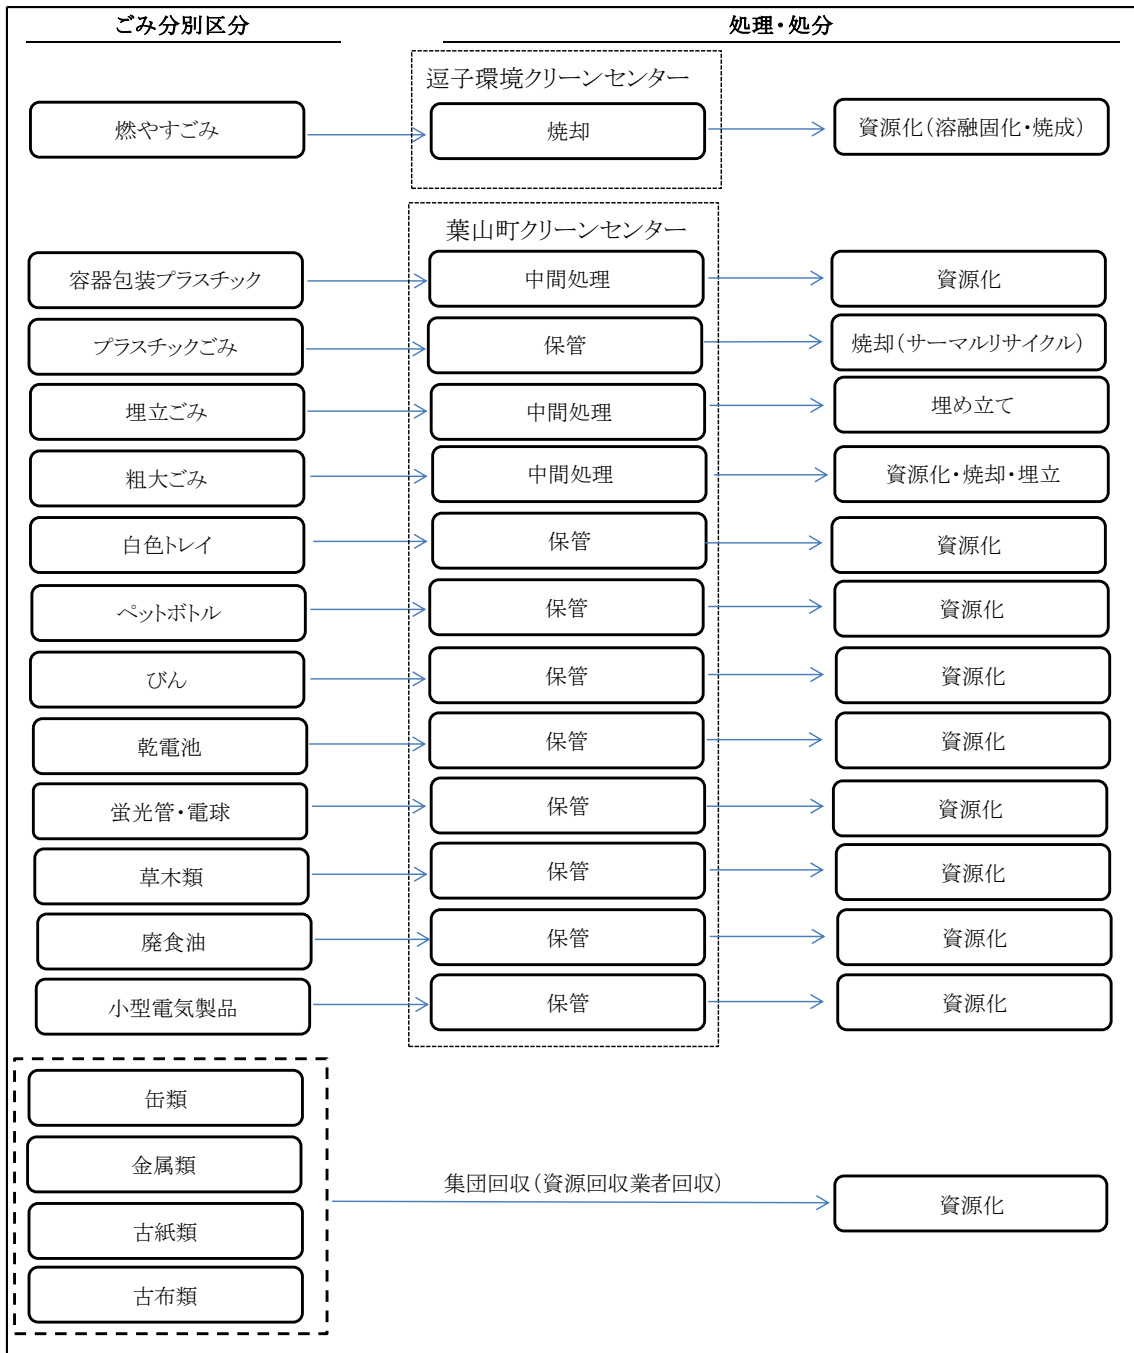 ごみ分別区分
処理・処分
逗子環境クリーンセンター
燃やすごみ
焼却
資源化(溶融固化・焼成)
葉山町クリーンセンター
容器包装プラスチック
中間処理
資源化
プラスチックごみ
保管
焼却(サーマルリサイクル)
埋立ごみ
中間処理
埋め立て
粗大ごみ
中間処理
資源化・焼却・埋立
白色トレイ
保管
資源化
ペットボトル
保管
資源化
びん
保管
資源化
乾電池
保管
資源化
蛍光管・電球
保管
資源化
草木類
保管
資源化
廃食油
保管
資源化
小型電気製品
保管
資源化
缶類
金属類
古紙類
古布類
集団回収(資源回収業者回収)
資源化